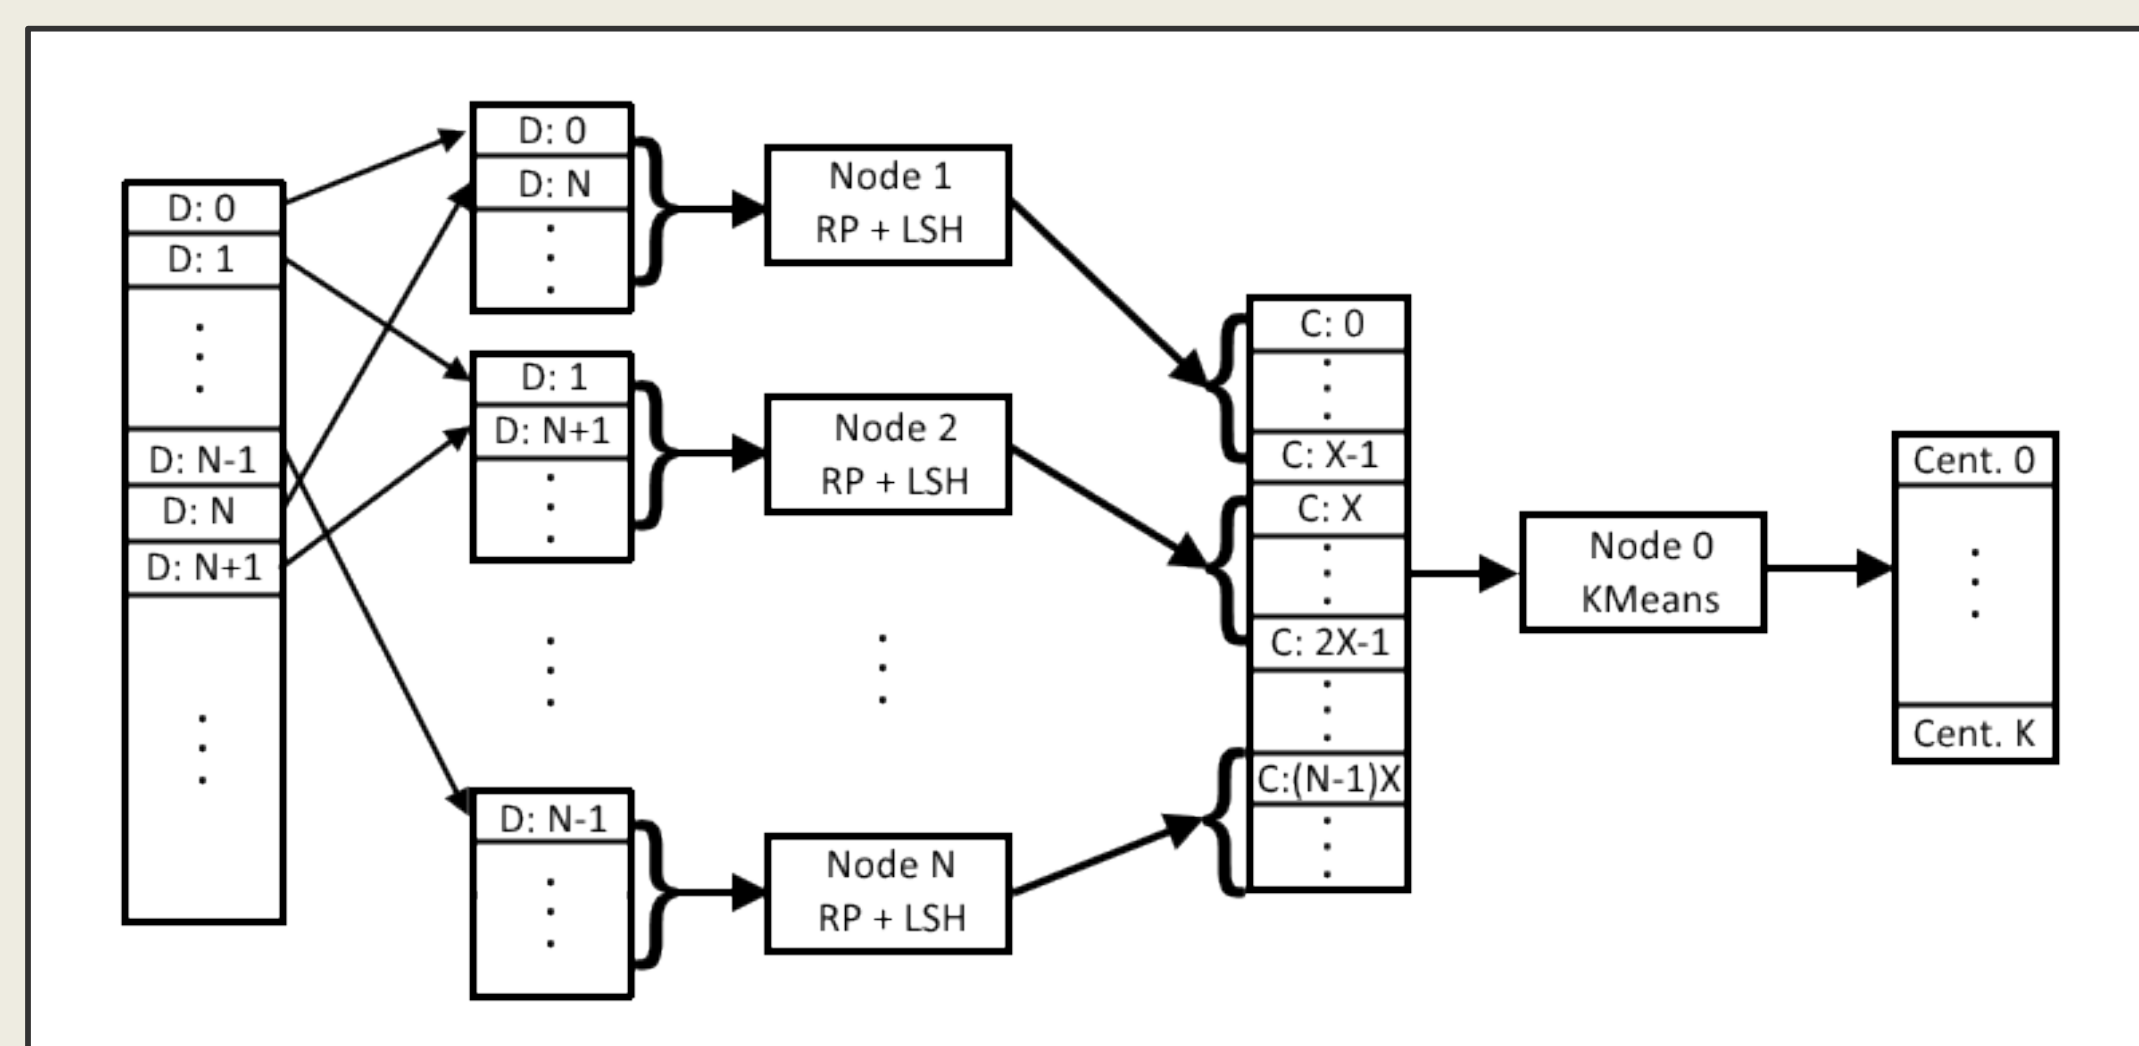 D: 0
D: 1
D: N-1
D: N
D: N+1
D: 0
D: N
D: 1
D: N+1
D: N-1
Node 1
RP + LSH
Node 2
RP + LSH
Node N
RP + LSH
C: 0
C: X-1
C: X
C: 2X-1
C:(N-1)X
Node 0
KMeans
Cent. 0
Cent. K